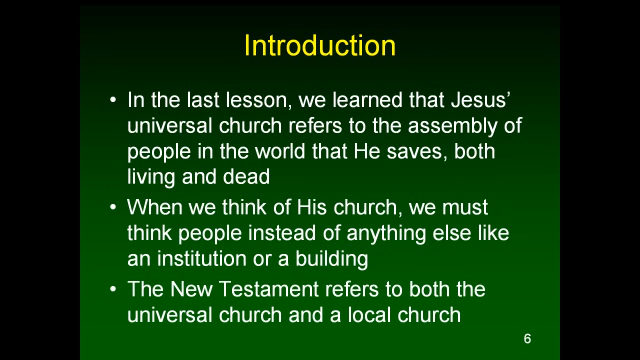 Introduction
• In the last lesson, we learned that Jesus’
universal church refers to the assembly of
people in the world that He saves, both
living and dead
• When we think of His church, we must
think people instead of anything else like
an institution or a building
• The New Testament refers to both the
universal church and a local church
6